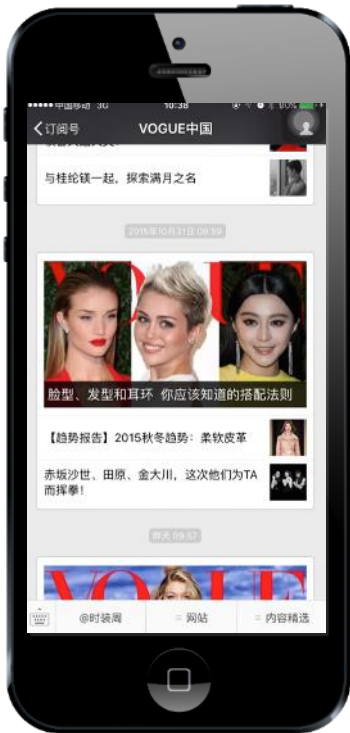 中国移动 3G 10:38 90%
订阅号 VOGUE中国
与桂纶镁一起，探索满月之名
2015年10月31日 09:59
VOGUE
脸型、发型和耳环 你应该知道的搭配法则
【趋势报告】2015秋冬趋势：柔软皮革
赤坂沙世、田原、金大川，这次他们为TA
而挥拳！
昨天 09:57
VOGUE
@时装周 网站 内容精选